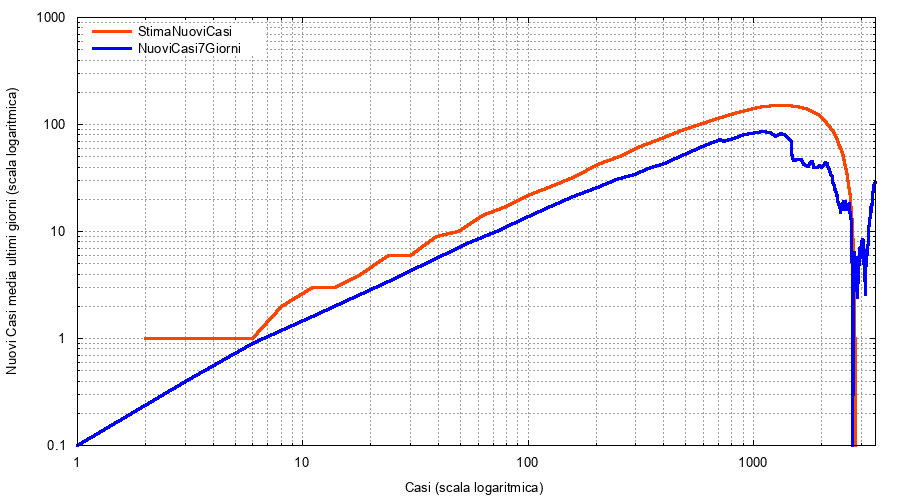 1000
StimaNuoviCasi
NuoviCasi7Giorni
100
10
1
0.1
Nuovi Casi media ultimi giorni (scala logaritmica)
1 10 100 1000
Casi (scala logaritmica)